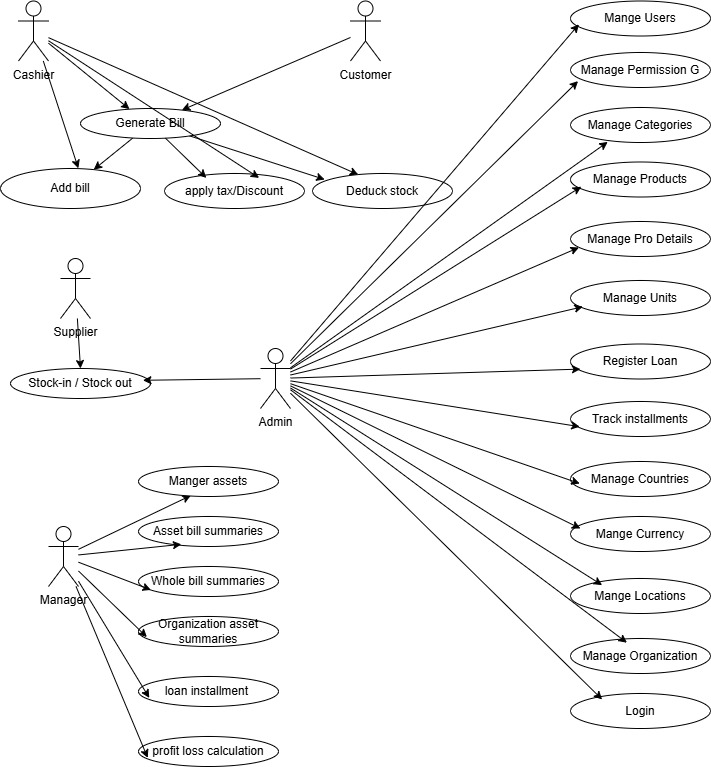 Mange Users
Cashier
Customer
Manage Permission G
Generate Bill
Manage Categories
Add bill
apply tax/Discount
Deduck stock
Manage Products
Manage Pro Details
Manage Units
Supplier
Register Loan
Stock-in / Stock out
Admin
Track installments
Manger assets
Manage Countries
Asset bill summaries
Mange Currency
Whole bill summaries
Manager
Mange Locations
Organization asset
summaries
Manage Organization
loan installment
Login
profit loss calculation